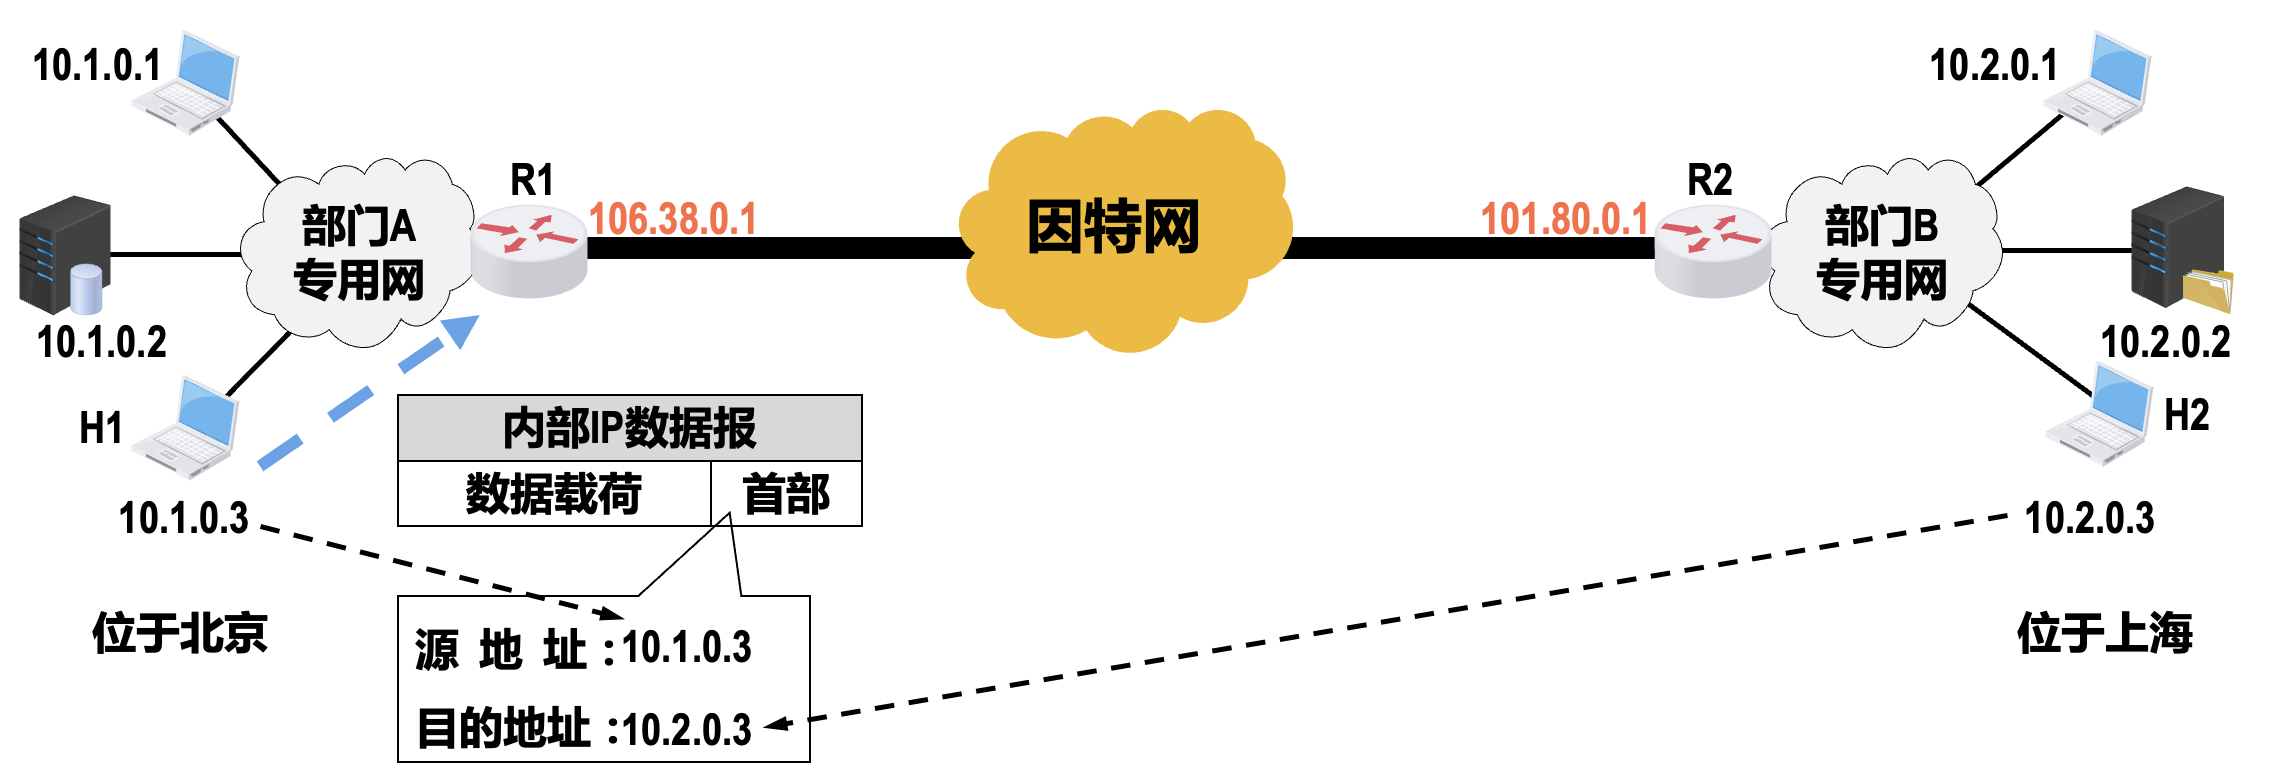 10.1.0.1
10.2.0.1
R1
R2
106.38.0.1
因特网
101.80.0.1
部门A
专用网
部门B
专用网
10.1.0.2
10.2.0.2
H1
H2
内部IP数据报
数据载荷
首部
10.1.0.3
10.2.0.3
位于北京
位于上海
源地址:10.1.0.3
目的地址:10.2.0.3